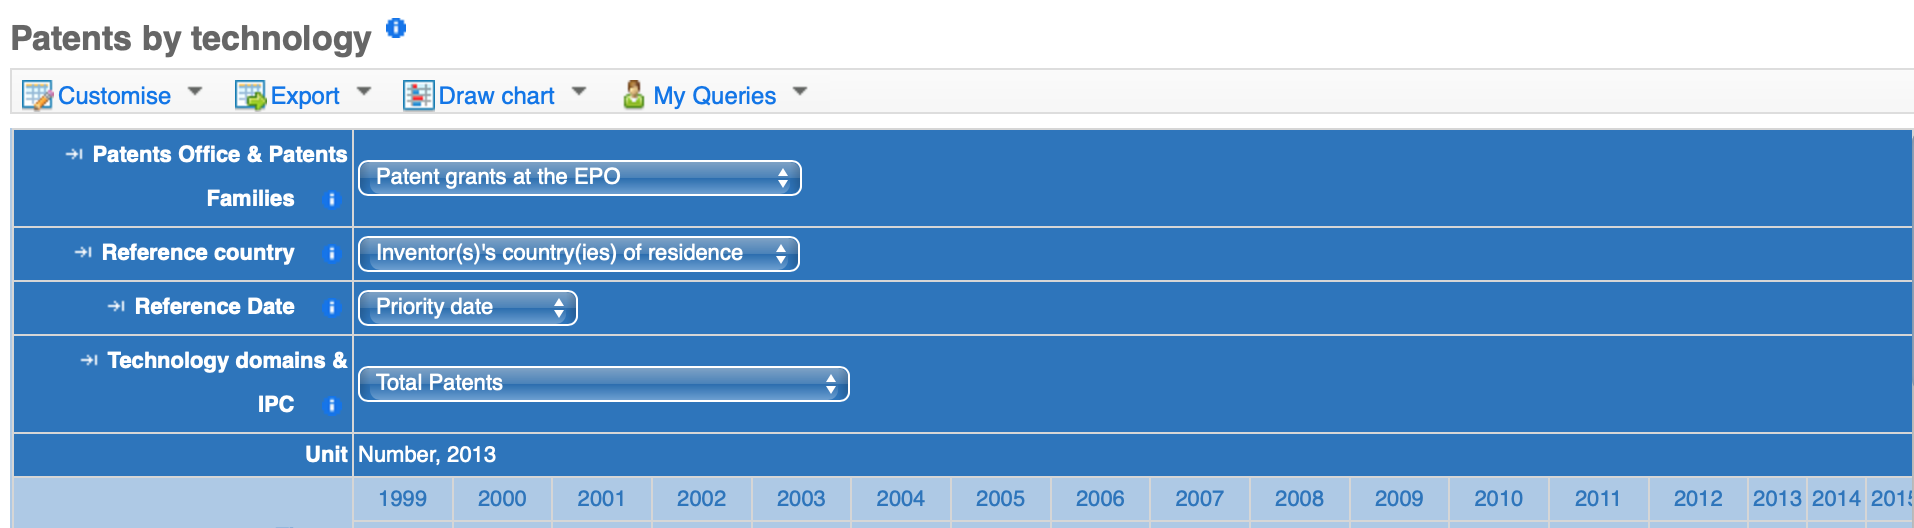 Patents by technology
Customise Export Draw chart My Queries
Patents Office & Patents
Families
Patent grants at the EPO
Reference country Inventor(s)'s country(ies) of residence
Reference Date Priority date
Technology domains &
IPC
Total Patents
Unit Number, 2013
1999 2000 2001 2002 2003 2004 2005 2006 2007 2008 2009 2010 2011 2012 2013 2014 2015